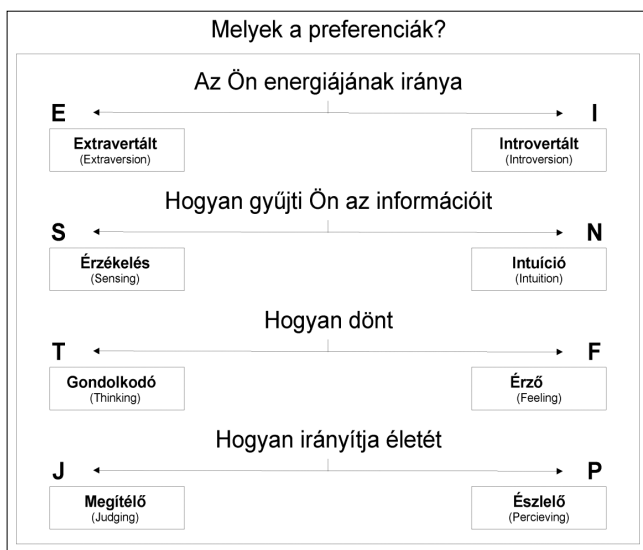 Melyek a preferenciák?
Az Ön energiájának iránya
E I
Extravertált Introvertált
(Extraversion) (Introversion)
Hogyan gyűjti Ön az információit
S N
Érzékelés Intuíció
(Sensing) (Intuition)
Hogyan dönt
T F
Gondolkodó Érző
(Thinking) (Feeling)
Hogyan irányítja életét
J P
Megítélő Észlelő
(Judging) (Percieving)